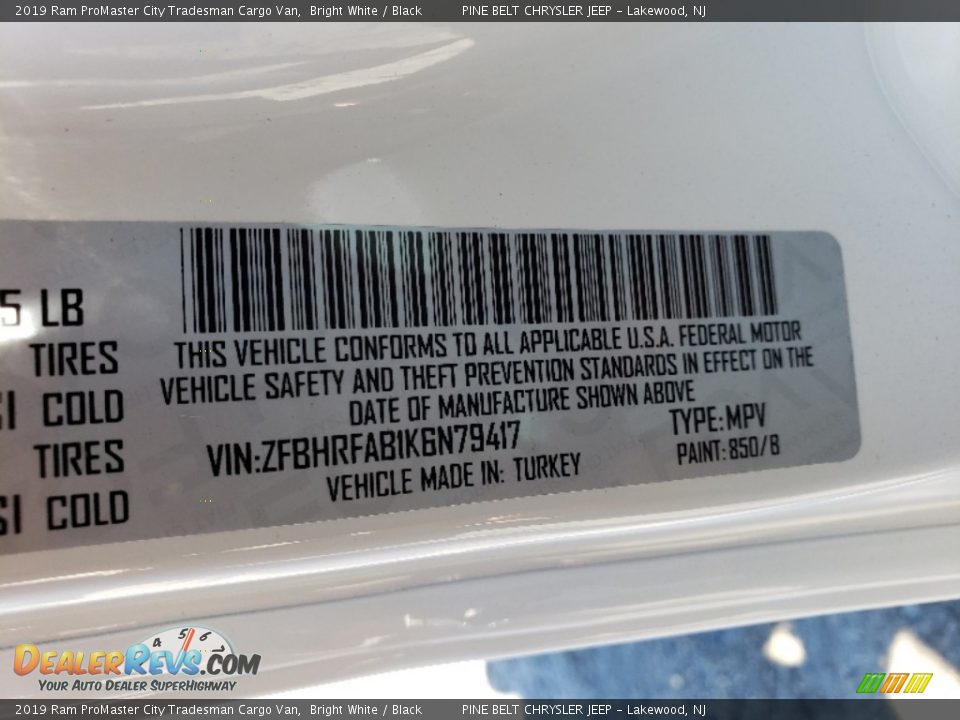 2019 Ram ProMaster City Tradesman Cargo Van, Bright White / Black PINE BELT CHRYSLER JEEP - Lakewood, NJ
5 LB
TIRES
COLD
TIRES
COLD
THIS VEHICLE CONFORMS TO ALL APPLICABLE U.S.A. FEDERAL MOTOR
VEHICLE SAFETY AND THEFT PREVENTION STANDARDS IN EFFECT ON THE
DATE OF MANUFACTURE SHOWN ABOVE
VIN:ZFBHRFAB1K6N79417 TYPE:MPV
VEHICLE MADE IN: TURKEY PAINT:850/B
4 5 6
DEALERREVS.COM
YOUR AUTO DEALER SUPERHIGHWAY
2019 Ram ProMaster City Tradesman Cargo Van, Bright White / Black PINE BELT CHRYSLER JEEP - Lakewood, NJ